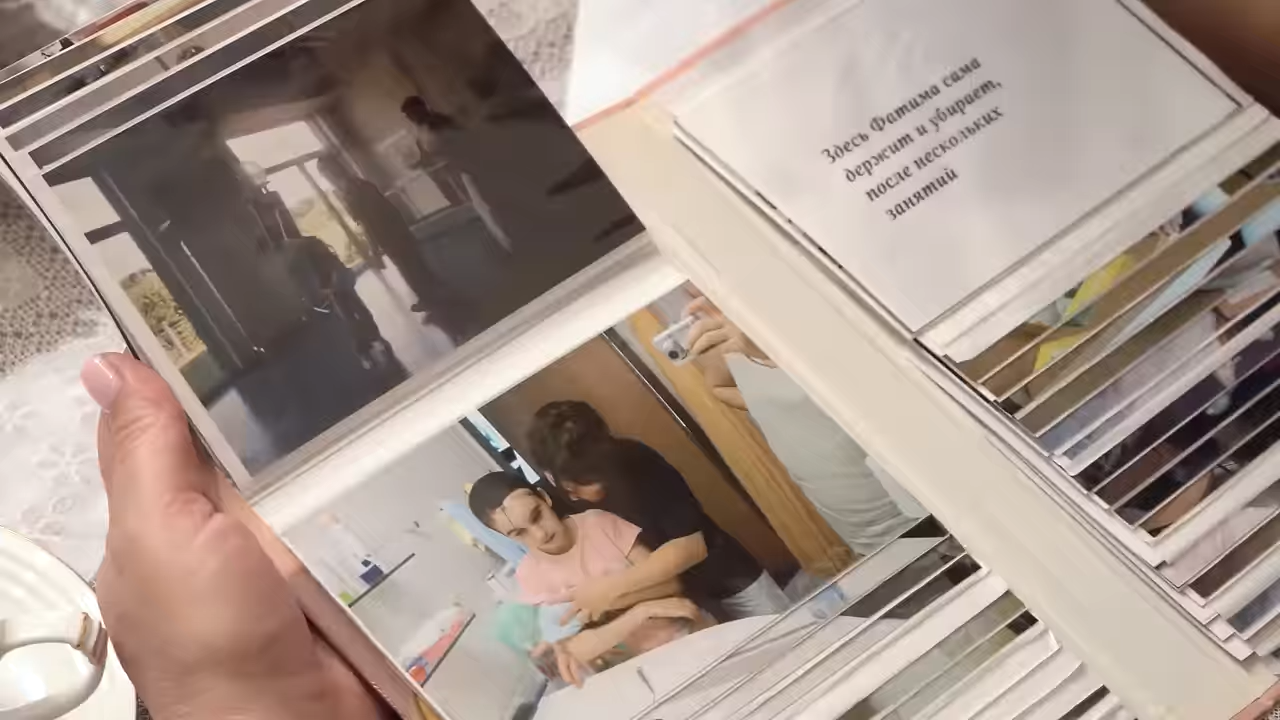 Здесь Фатима сама
держит и убирает,
после нескольких
занятий